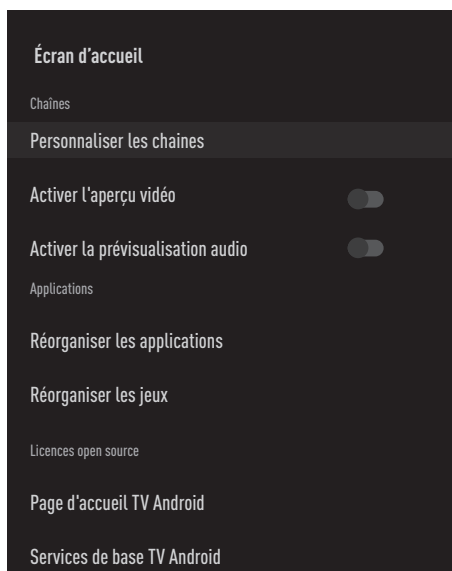 Écran d’accueil
Chaînes
Personnaliser les chaines
Activer l'aperçu vidéo
Activer la prévisualisation audio
Applications
Réorganiser les applications
Réorganiser les jeux
Licences open source
Page d'accueil TV Android
Services de base TV Android